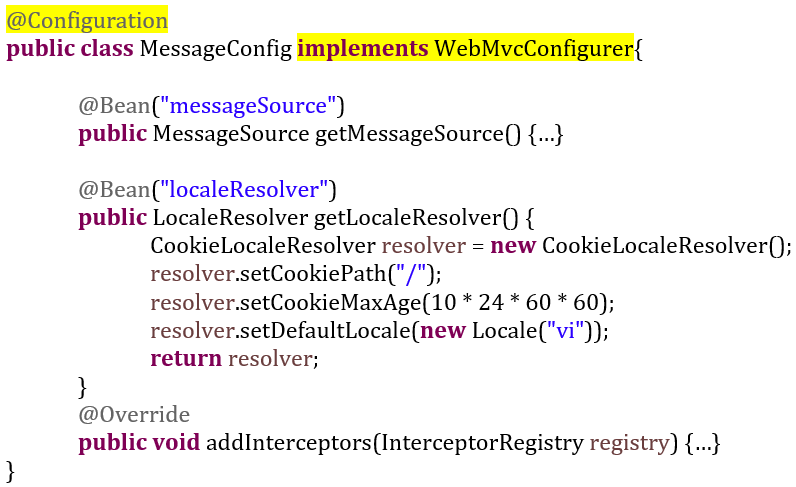 @Configuration
public class MessageConfig implements WebMvcConfigurer{
@Bean("messageSource")
public MessageSource getMessageSource() {...}
@Bean("localeResolver")
public LocaleResolver getLocaleResolver() {
CookieLocaleResolver resolver = new CookieLocaleResolver();
resolver.setCookiePath("/");
resolver.setCookieMaxAge(10 * 24 * 60 * 60);
resolver.setDefaultLocale(new Locale("vi"));
return resolver;
}
@Override
public void addInterceptors(InterceptorRegistry registry) {...}
}